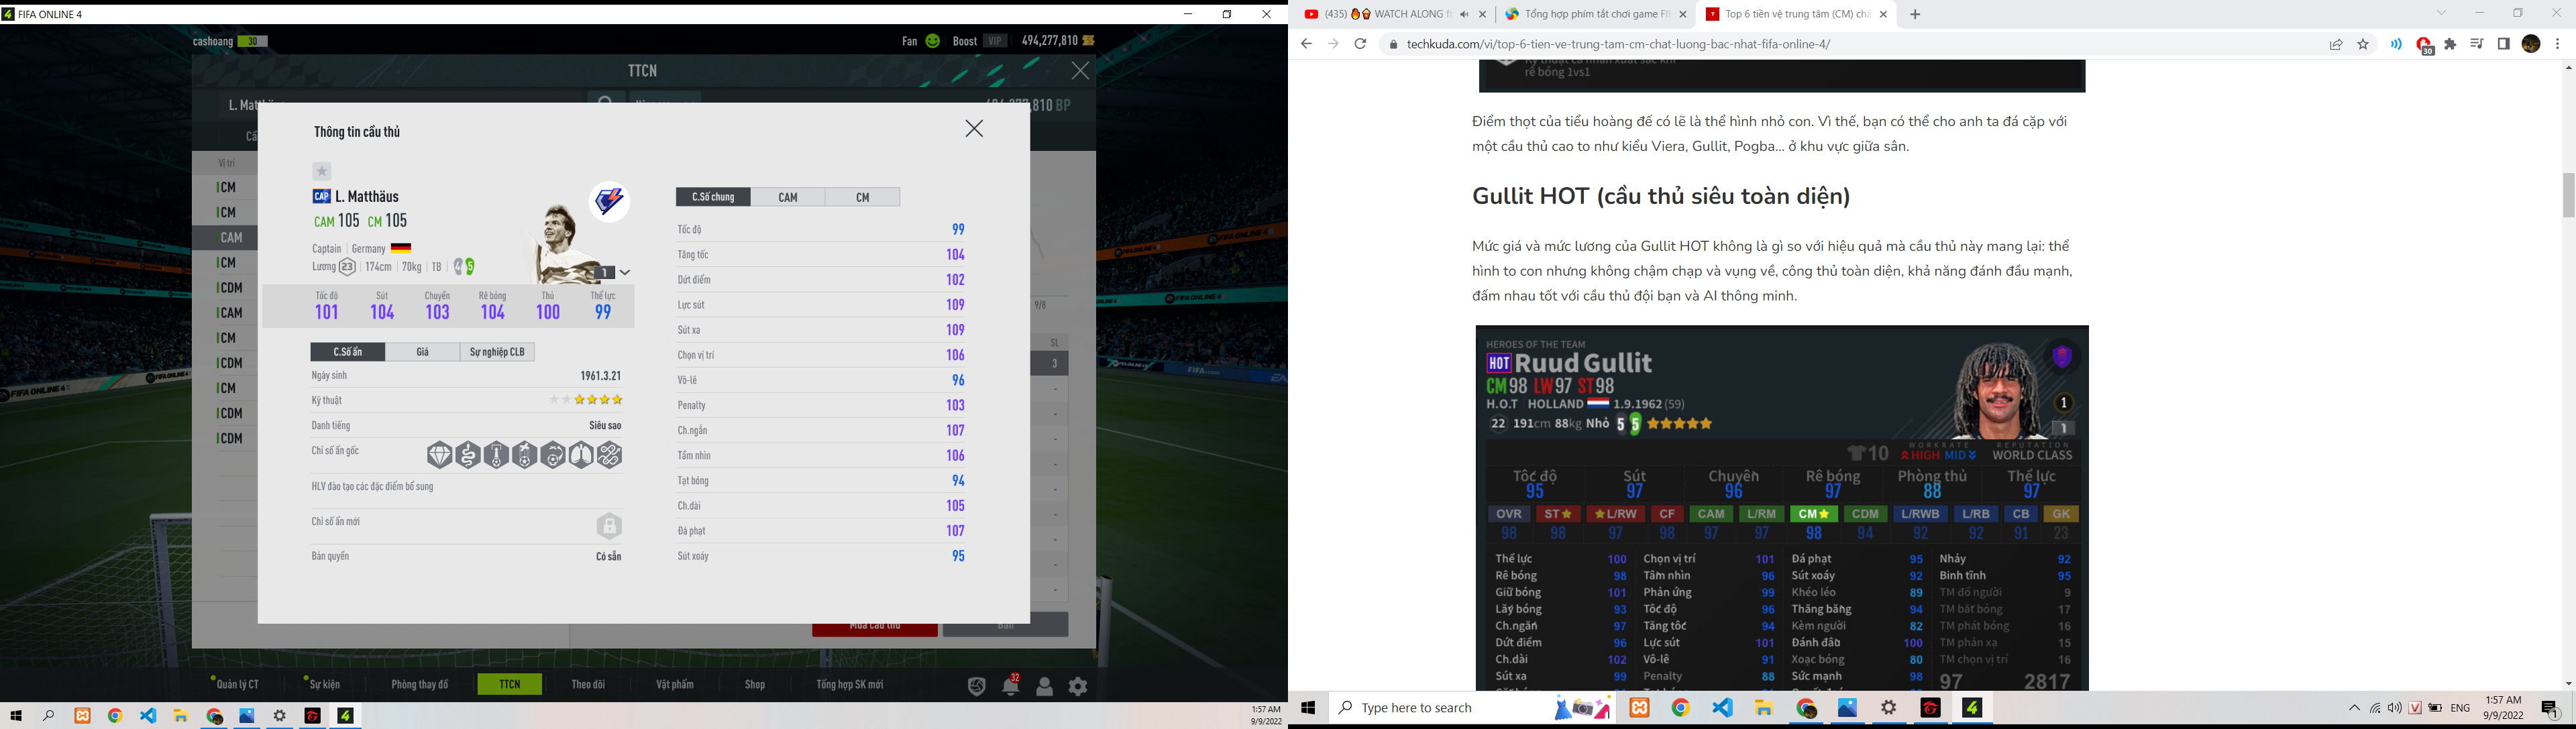 FIFA ONLINE 4
cashoang 30
Fan Boost VIP 494,277,810
TTCN
L. Mat
,810 BP
Vị trí
CM
CM
CAM
CM
CDM
CAM
CM
CDM
CM
CDM
CDM
9/8
SL
3
Thông tin cầu thủ
CAP L. Matthäus
CAM 105 CM 105
Captain Germany
Lương 23 174cm 70kg TB 4 5
1
Tốc độ Sút Chuyền Rê bóng Thủ Thể lực
101 104 103 104 100 99
C.Số ẩn Giá Sự nghiệp CLB
Ngày sinh 1961.3.21
Kỹ thuật
Danh tiếng Siêu sao
Chỉ số ẩn gốc
HLV đào tạo các đặc điểm bổ sung
Chỉ số ẩn mới
Bản quyền Có sẵn
C.Số chung CAM CM
Tốc độ 99
Tăng tốc 104
Dứt điểm 102
Lực sút 109
Sút xa 109
Chọn vị trí 106
Vô-lê 96
Penalty 103
Ch.ngắn 107
Tầm nhìn 106
Tạt bóng 94
Ch.dài 105
Đá phạt 107
Sút xoáy 95
Mua cầu thủ Bán
Quản lý CT Sự kiện Phòng thay đồ TTCN Theo dõi Vật phẩm Shop Tổng hợp SK mới 32
1:57 AM
9/9/2022
(435) WATCH ALONG f
Tổng hợp phím tắt chơi game FI
Top 6 tiền vệ trung tâm (CM) chấ
techkuda.com/vi/top-6-tien-ve-trung-tam-cm-chat-luong-bac-nhat-fifa-online-4/
30
Kỹ thuật cá nhân xuất sắc khi
rê bóng 1vs1
Điểm thọt của tiểu hoàng đế có lẽ là thể hình nhỏ con. Vì thế, bạn có thể cho anh ta đá cặp với
một cầu thủ cao to như kiểu Viera, Gullit, Pogba… ở khu vực giữa sân.
Gullit HOT (cầu thủ siêu toàn diện)
Mức giá và mức lương của Gullit HOT không là gì so với hiệu quả mà cầu thủ này mang lại: thể
hình to con nhưng không chậm chạp và vụng về, công thủ toàn diện, khả năng đánh đầu mạnh,
đấm nhau tốt với cầu thủ đội bạn và AI thông minh.
HEROES OF THE TEAM
HOT Ruud Gullit
CM 98 LW 97 ST 98
H.O.T HOLLAND 1.9.1962 (59)
22 191cm 88kg Nhỏ 5 5
1
1
10 WORKRATE HIGH MID REPUTATION WORLD CLASS
Tốc độ Sút Chuyền Rê bóng Phòng thủ Thể lực
95 97 96 97 88 97
OVR ST L/RW CF CAM L/RM CM CDM L/RWB L/RB CB GK
98 98 97 98 97 97 98 94 92 92 91 23
Thể lực 100 Chọn vị trí 101 Đá phạt 95 Nhảy 92
Rê bóng 98 Tầm nhìn 96 Sút xoáy 92 Bình tĩnh 95
Giữ bóng 101 Phản ứng 99 Khéo léo 89 TM đổ người 9
Lấy bóng 93 Tốc độ 96 Thăng bằng 94 TM bắt bóng 17
Ch.ngắn 97 Tăng tốc 94 Kèm người 82 TM phát bóng 16
Dứt điểm 96 Lực sút 101 Đánh đầu 100 TM phản xạ 15
Ch.dài 102 Vô-lê 91 Xoạc bóng 80 TM chọn vị trí 16
Sút xa 99 Penalty 88 Sức mạnh 98 97 2817
Type here to search
ENG
1:57 AM
9/9/2022
1